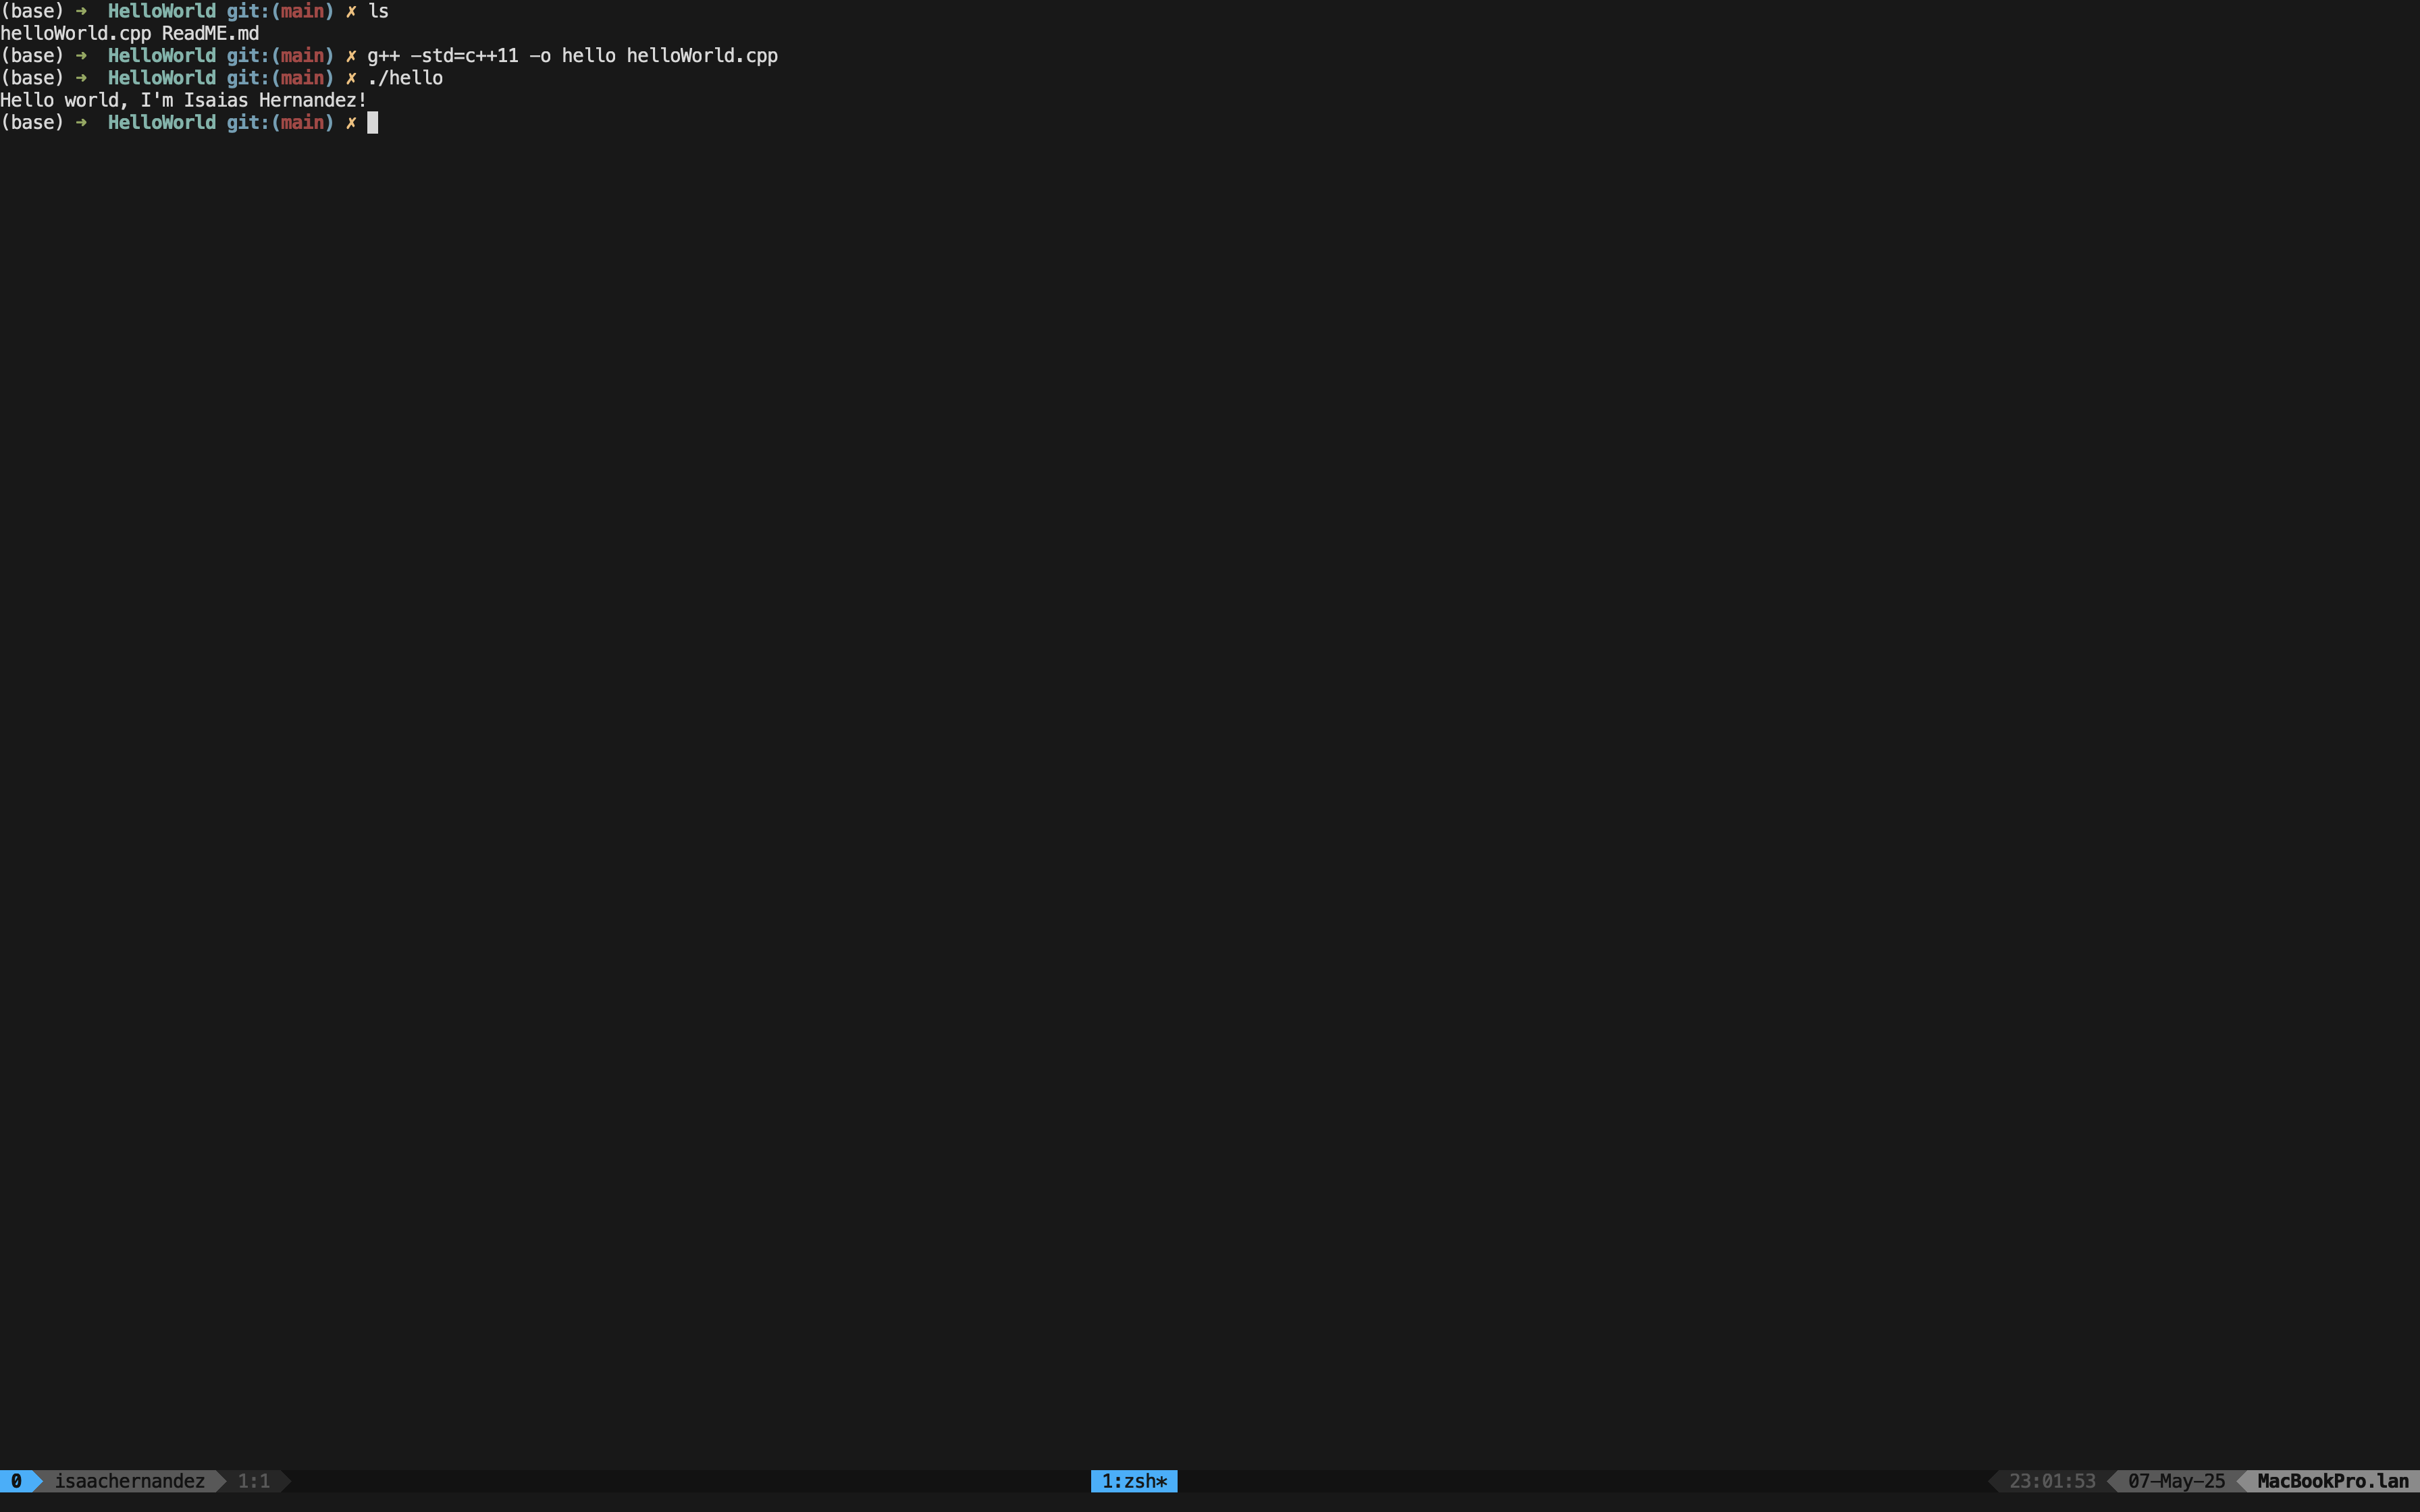 (base) ➜  HelloWorld git:(main) ✗ ls
helloWorld.cpp ReadME.md
(base) ➜  HelloWorld git:(main) ✗ g++ -std=c++11 -o hello helloWorld.cpp
(base) ➜  HelloWorld git:(main) ✗ ./hello
Hello world, I'm Isaias Hernandez!
(base) ➜  HelloWorld git:(main) ✗
0 isaachernandez 1:1 1:zsh* 23:01:53 07-May-25 MacBookPro.lan